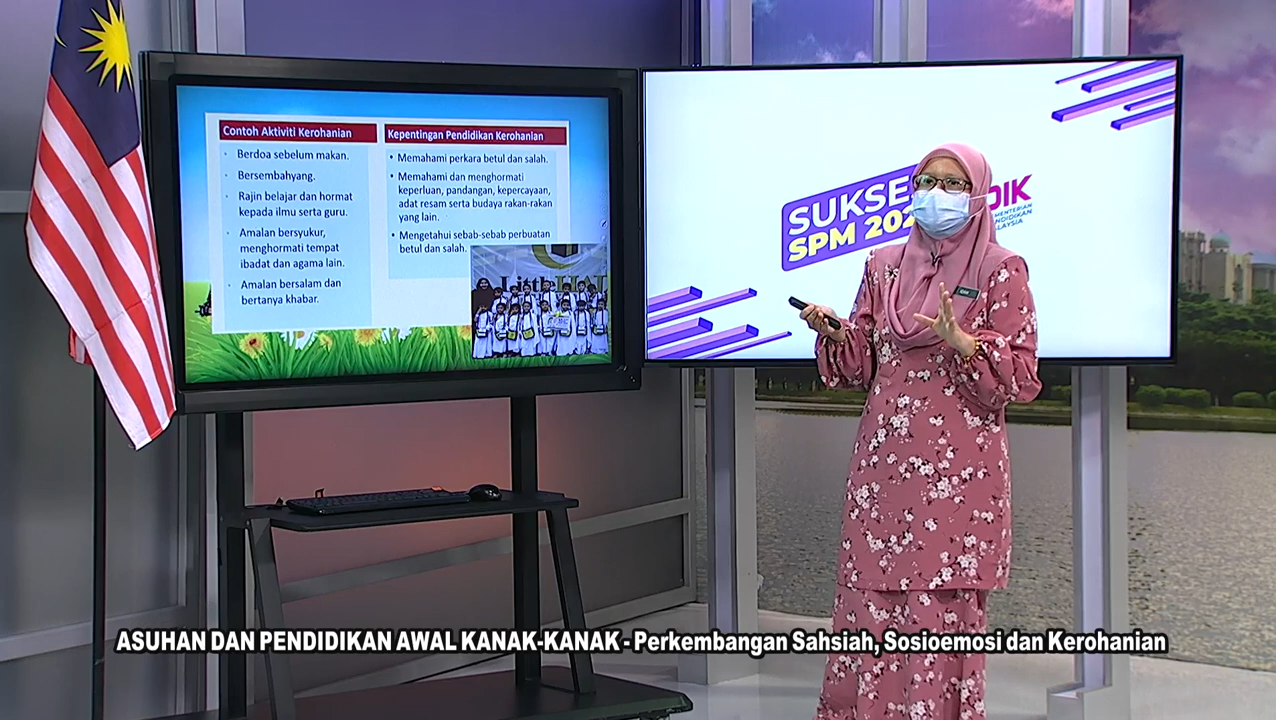 Contoh Aktiviti Kerohanian
Berdoa sebelum makan.
Bersembahyang.
Rajin belajar dan hormat
kepada ilmu serta guru.
Amalan bersyukur,
menghormati tempat
ibadat dan agama lain.
Amalan bersalam dan
bertanya khabar.
Kepentingan Pendidikan Kerohanian
• Memahami perkara betul dan salah.
• Memahami dan menghormati
keperluan, pandangan, kepercayaan,
adat resam serta budaya rakan-rakan
yang lain.
• Mengetahui sebab-sebab perbuatan
betul dan salah.
SUKSE
SPM 202
DIK
ASUHAN DAN PENDIDIKAN AWAL KANAK-KANAK - Perkembangan Sahsiah, Sosioemosi dan Kerohanian